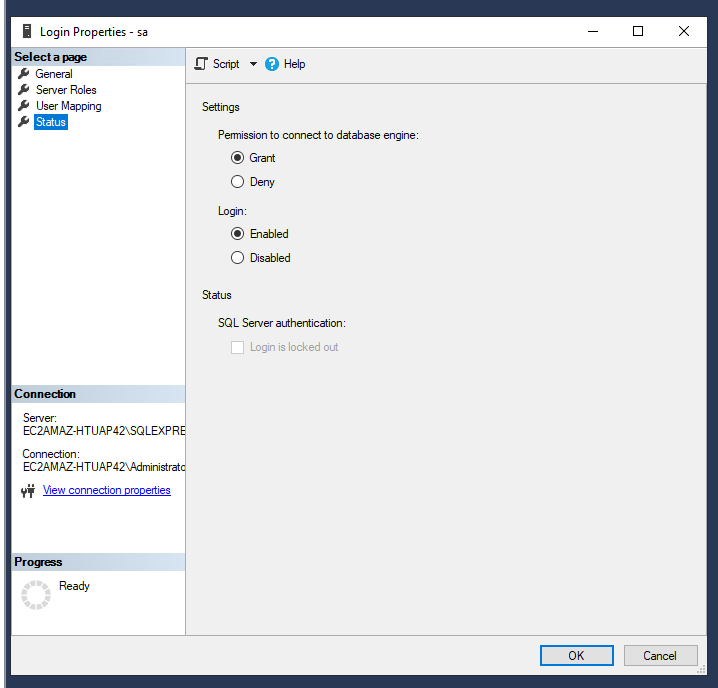 Login Properties - sa
Select a page
General
Server Roles
User Mapping
Status
Script
Help
Settings
Permission to connect to database engine:
Grant
Deny
Login:
Enabled
Disabled
Status
SQL Server authentication:
Login is locked out
Connection
Server:
EC2AMAZ-HTUAP42\SQLEXPRE
Connection:
EC2AMAZ-HTUAP42\Administrato
View connection properties
Progress
Ready
OK
Cancel